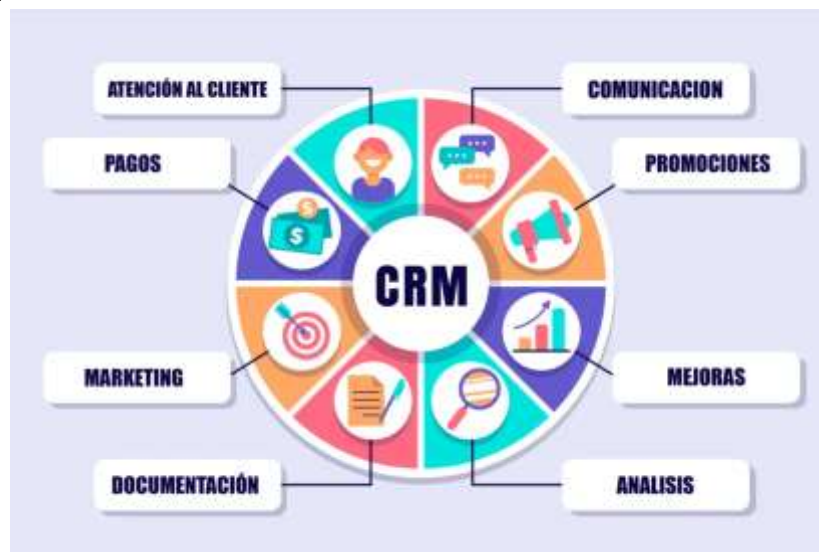 ATENCIÓN AL CLIENTE
COMUNICACION
PAGOS
PROMOCIONES
CRM
MARKETING
MEJORAS
DOCUMENTACIÓN
ANALISIS